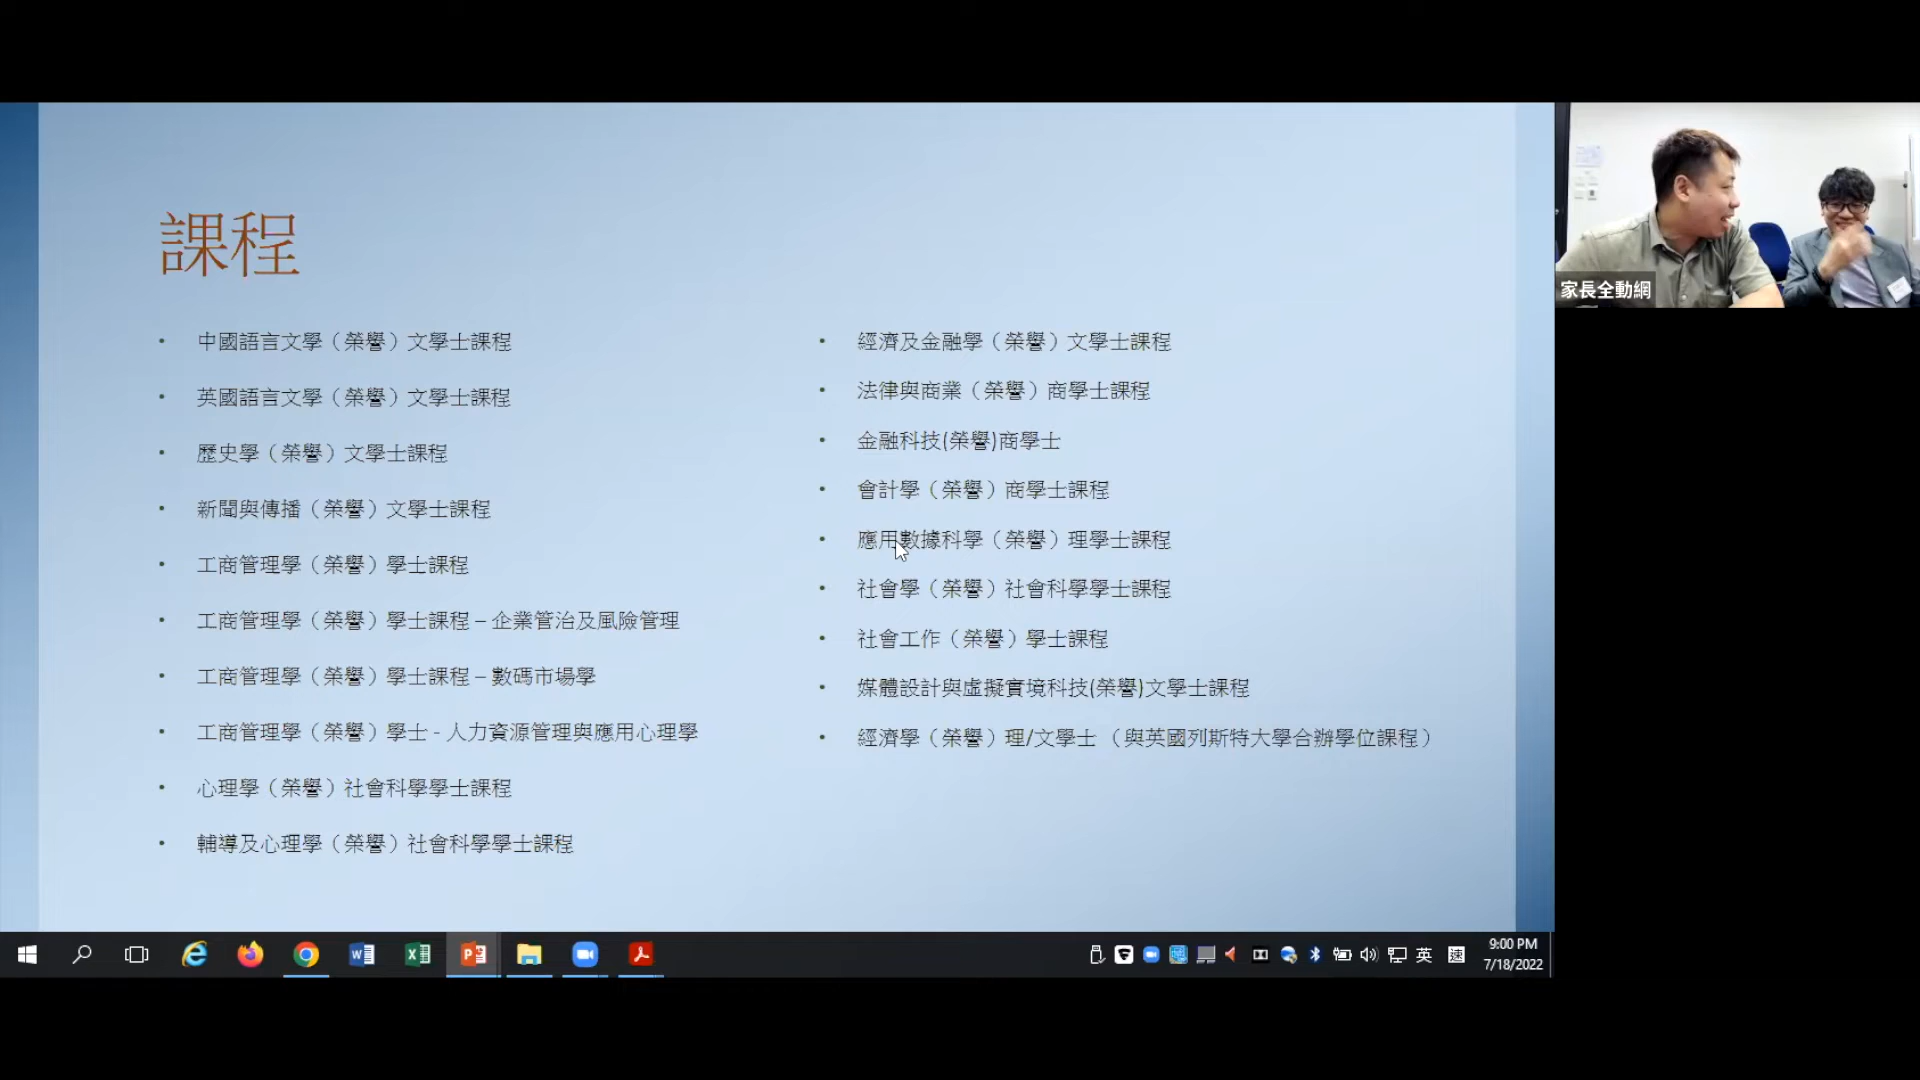 課程
• 中國語言文學（榮譽）文學士課程
• 英國語言文學（榮譽）文學士課程
• 歷史學（榮譽）文學士課程
• 新聞與傳播（榮譽）文學士課程
• 工商管理學（榮譽）學士課程
• 工商管理學（榮譽）學士課程 – 企業管治及風險管理
• 工商管理學（榮譽）學士課程 – 數碼市場學
• 工商管理學（榮譽）學士 - 人力資源管理與應用心理學
• 心理學（榮譽）社會科學學士課程
• 輔導及心理學（榮譽）社會科學學士課程
• 經濟及金融學（榮譽）文學士課程
• 法律與商業（榮譽）商學士課程
• 金融科技(榮譽)商學士
• 會計學（榮譽）商學士課程
• 應用數據科學（榮譽）理學士課程
• 社會學（榮譽）社會科學學士課程
• 社會工作（榮譽）學士課程
• 媒體設計與虛擬實境科技(榮譽)文學士課程
• 經濟學（榮譽）理/文學士 （與英國列斯特大學合辦學位課程）
家長全動網
英
速
9:00 PM
7/18/2022